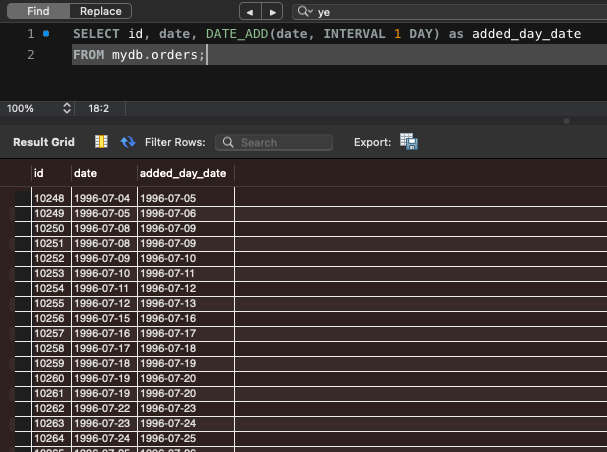 Find Replace ye
1 SELECT id, date, DATE_ADD(date, INTERVAL 1 DAY) as added_day_date
2 FROM mydb.orders;
100% 18:2
Result Grid Filter Rows: Search Export:
id date added_day_date
10248 1996-07-04 1996-07-05
10249 1996-07-05 1996-07-06
10250 1996-07-08 1996-07-09
10251 1996-07-08 1996-07-09
10252 1996-07-09 1996-07-10
10253 1996-07-10 1996-07-11
10254 1996-07-11 1996-07-12
10255 1996-07-12 1996-07-13
10256 1996-07-15 1996-07-16
10257 1996-07-16 1996-07-17
10258 1996-07-17 1996-07-18
10259 1996-07-18 1996-07-19
10260 1996-07-19 1996-07-20
10261 1996-07-19 1996-07-20
10262 1996-07-22 1996-07-23
10263 1996-07-23 1996-07-24
10264 1996-07-24 1996-07-25